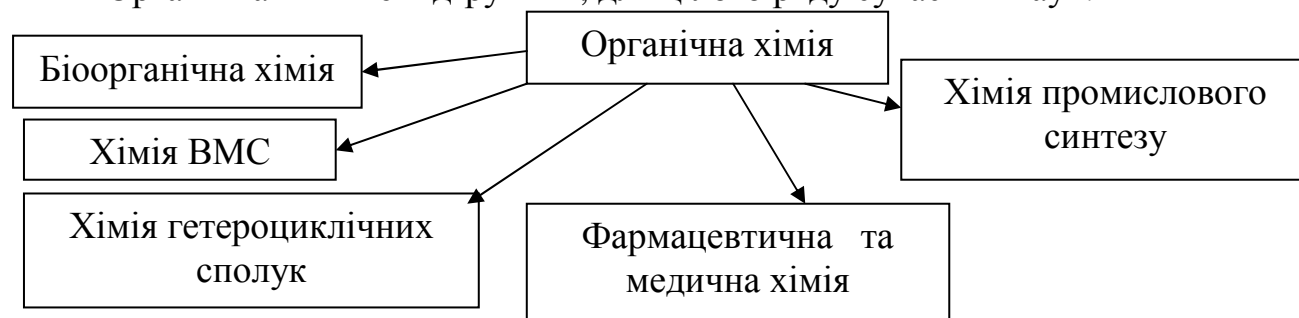 Органічна хімія
Біоорганічна хімія
Хімія промислового
синтезу
Хімія ВМС
Хімія гетероциклічних
сполук
Фармацевтична та
медична хімія